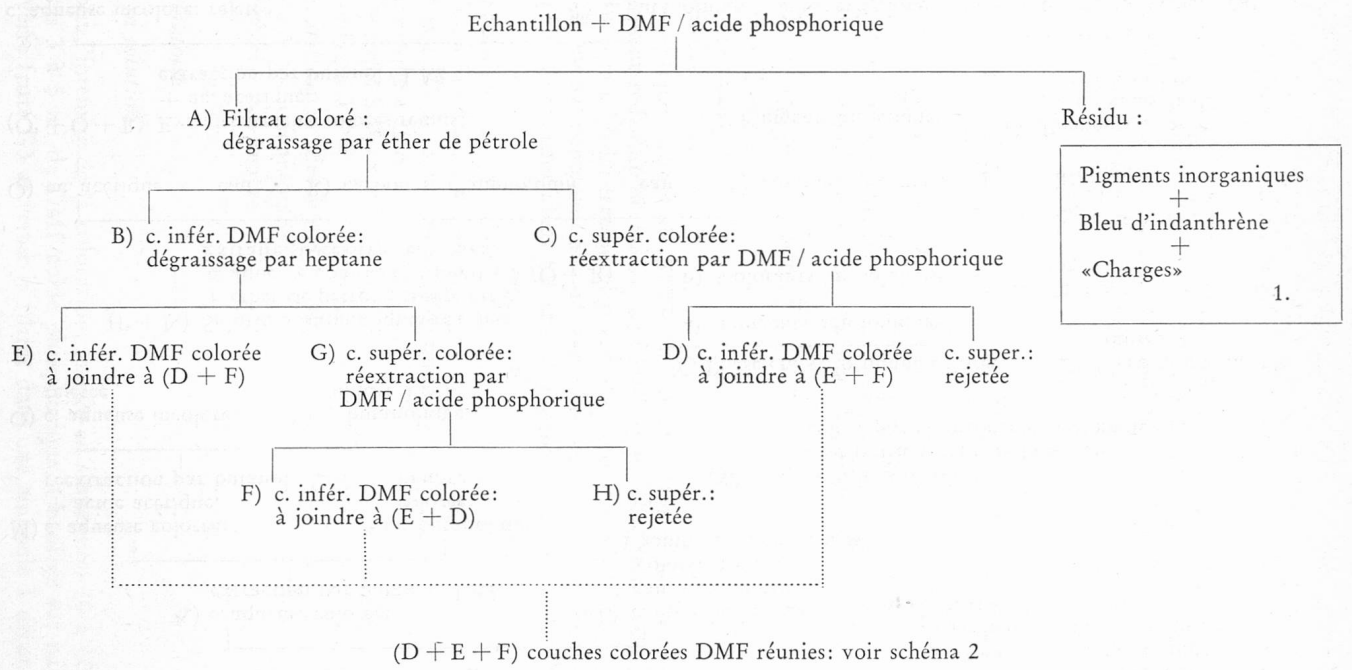 Echantillon + DMF / acide phosphorique
A) Filtrat coloré :
dégraissage par éther de pétrole
Résidu :
Pigments inorganiques
+
Bleu d'indanthrène
+
«Charges»
1.
B) c. infér. DMF colorée:
dégraissage par heptane
C) c. supér. colorée:
réextraction par DMF / acide phosphorique
E) c. infér. DMF colorée
à joindre à (D + F)
G) c. supér. colorée:
réextraction par
DMF / acide phosphorique
D) c. infér. DMF colorée
à joindre à (E + F)
c. super.:
rejetée
F) c. infér. DMF colorée:
à joindre à (E + D)
H) c. supér.:
rejetée
(D + E + F) couches colorées DMF réunies: voir schéma 2